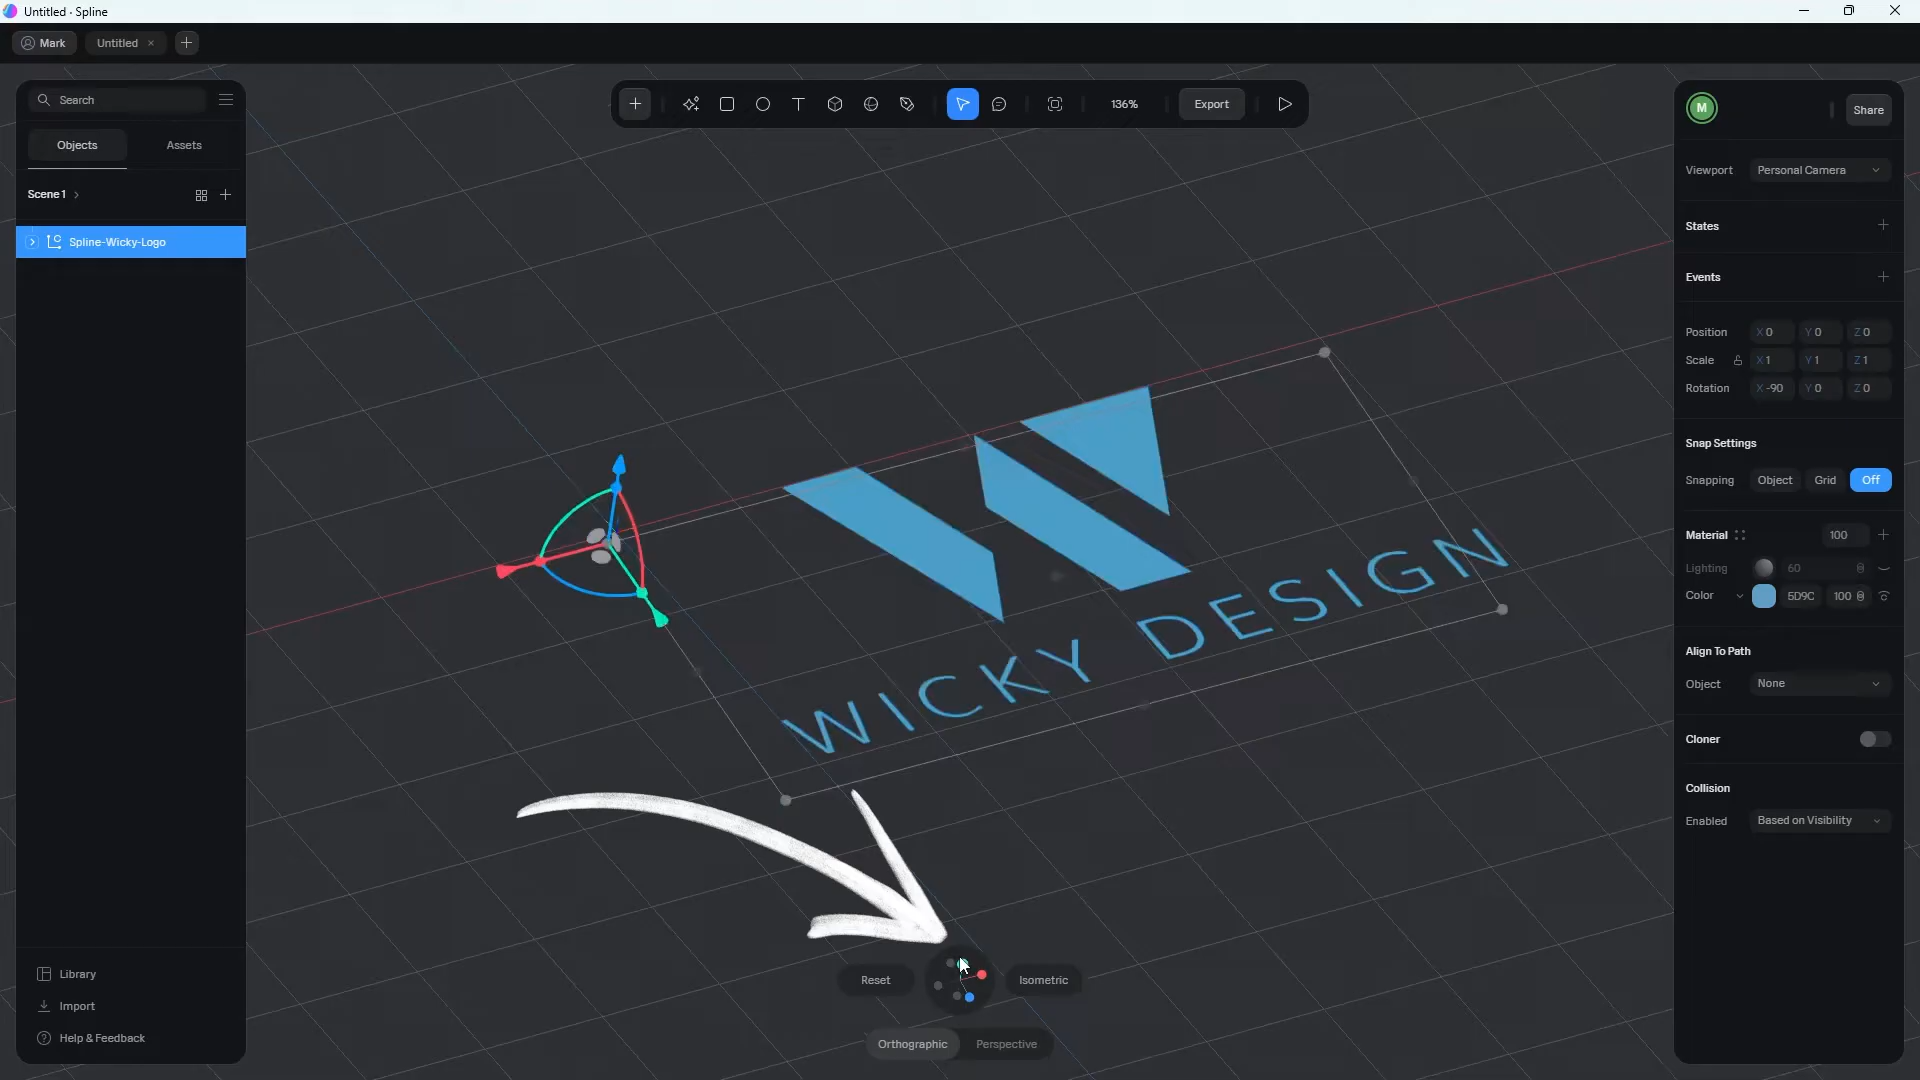 Untitled - Spline
Mark
Untitled
Search
Objects
Assets
Scene 1
Spline-Wicky-Logo
136%
Export
WICKY DESIGN
Reset
Isometric
Orthographic
Perspective
Library
Import
Help & Feedback
M
Share
Viewport
Personal Camera
States
Events
Position X 0 Y 0 Z 0
Scale X 1 Y 1 Z 1
Rotation X -90 Y 0 Z 0
Snap Settings
Snapping Object Grid Off
Material 100
Lighting 60
Color 5D9C 100
Align To Path
Object None
Cloner
Collision
Enabled Based on Visibility